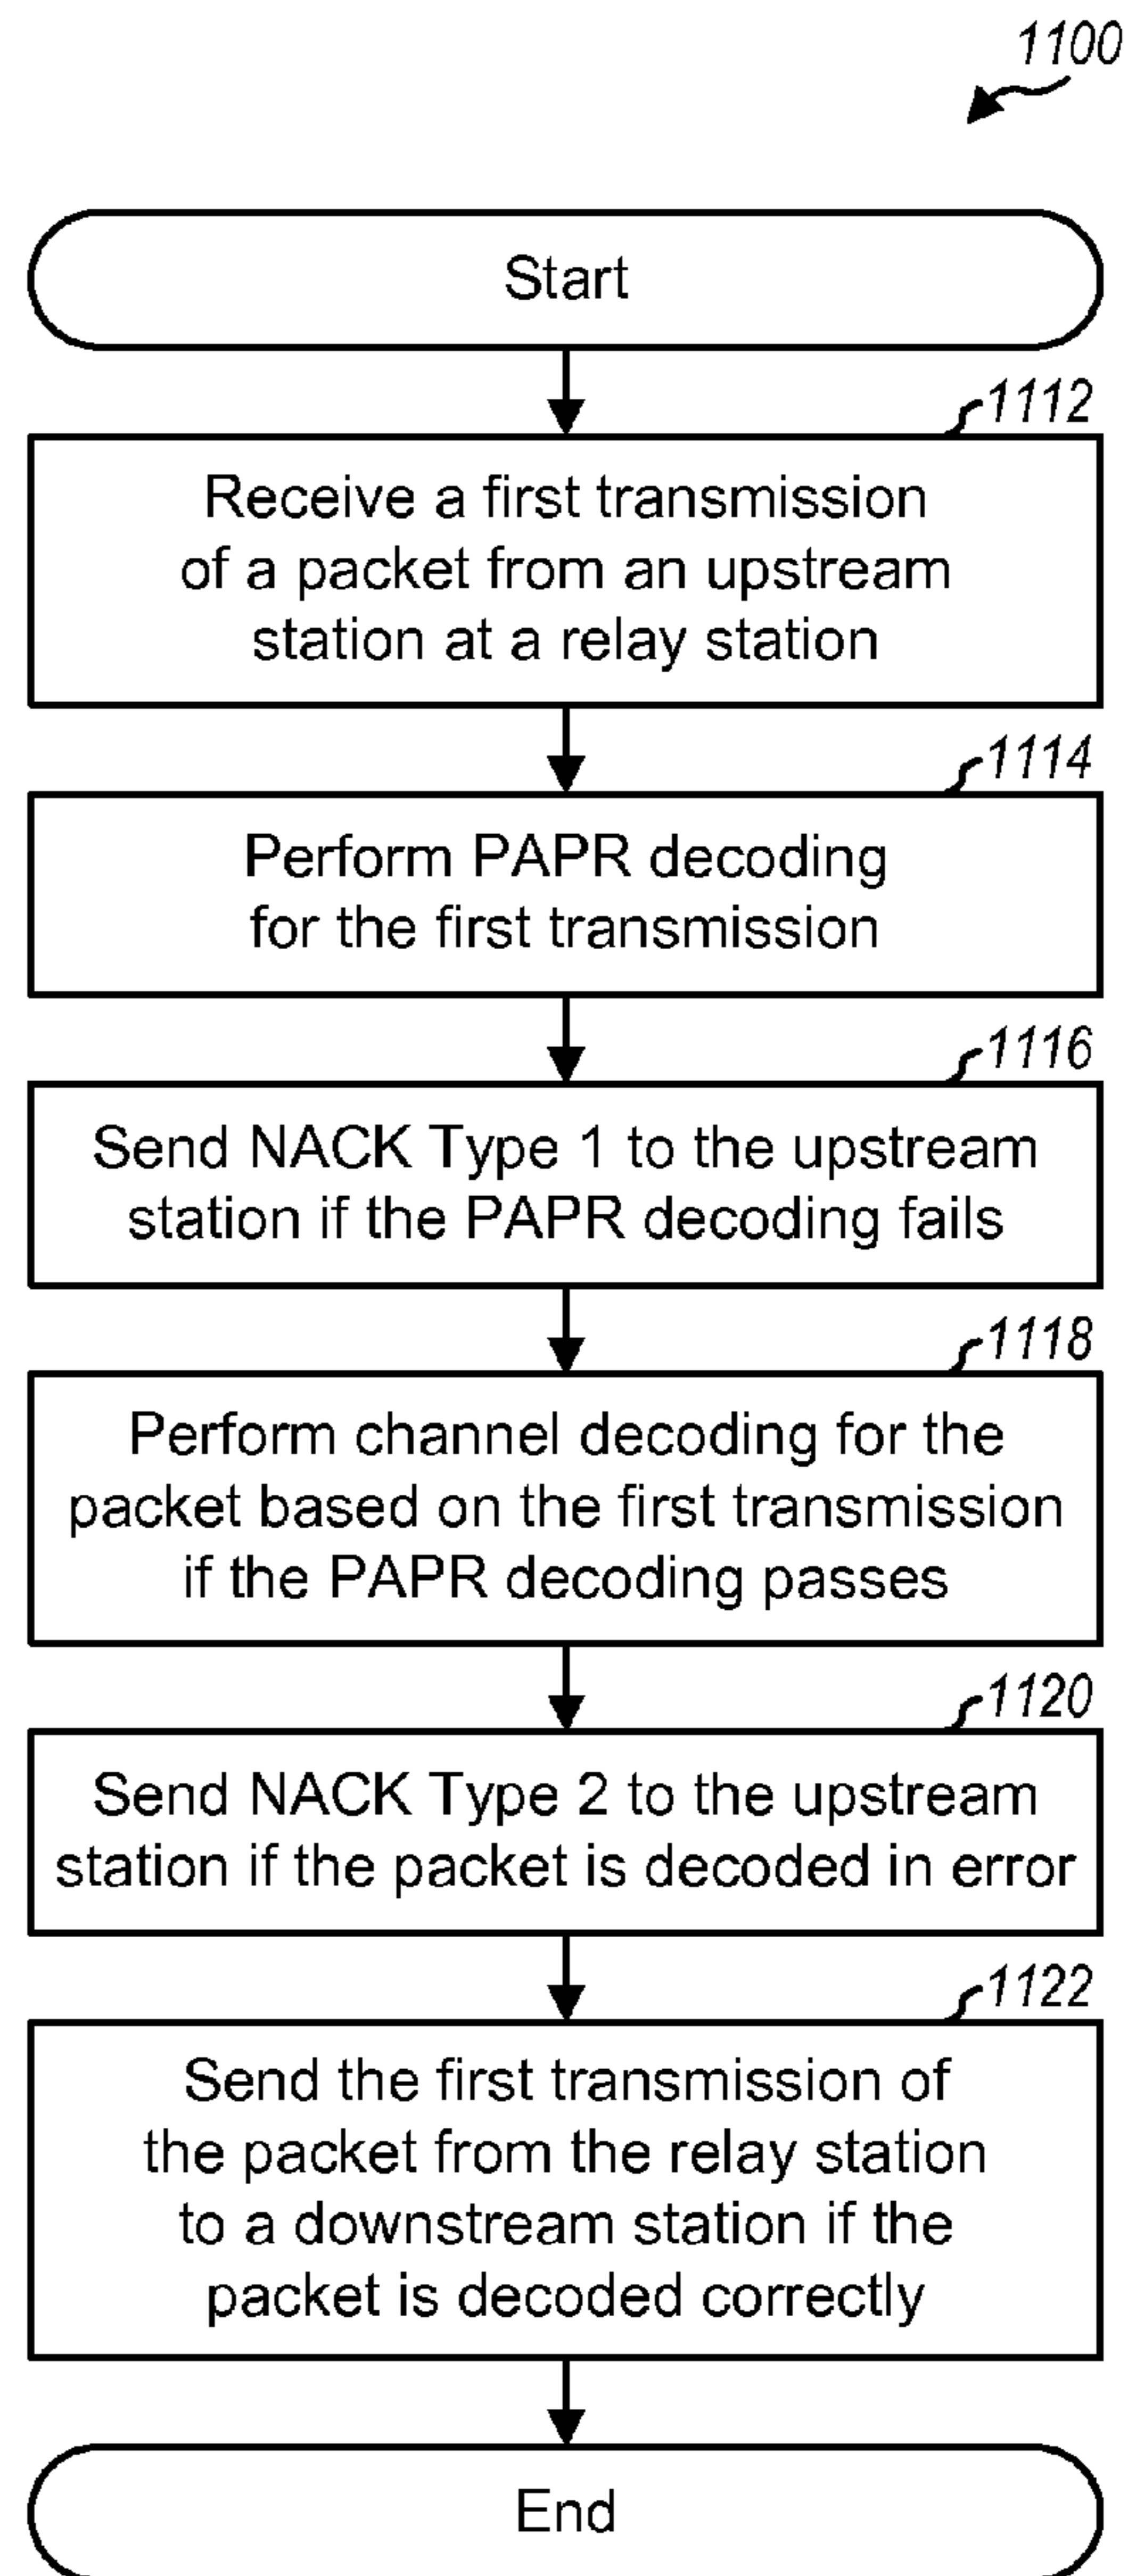 1100
Start
1112
Receive a first transmission
of a packet from an upstream
station at a relay station
1114
Perform PAPR decoding
for the first transmission
1116
Send NACK Type 1 to the upstream
station if the PAPR decoding fails
1118
Perform channel decoding for the
packet based on the first transmission
if the PAPR decoding passes
1120
Send NACK Type 2 to the upstream
station if the packet is decoded in error
1122
Send the first transmission of
the packet from the relay station
to a downstream station if the
packet is decoded correctly
End